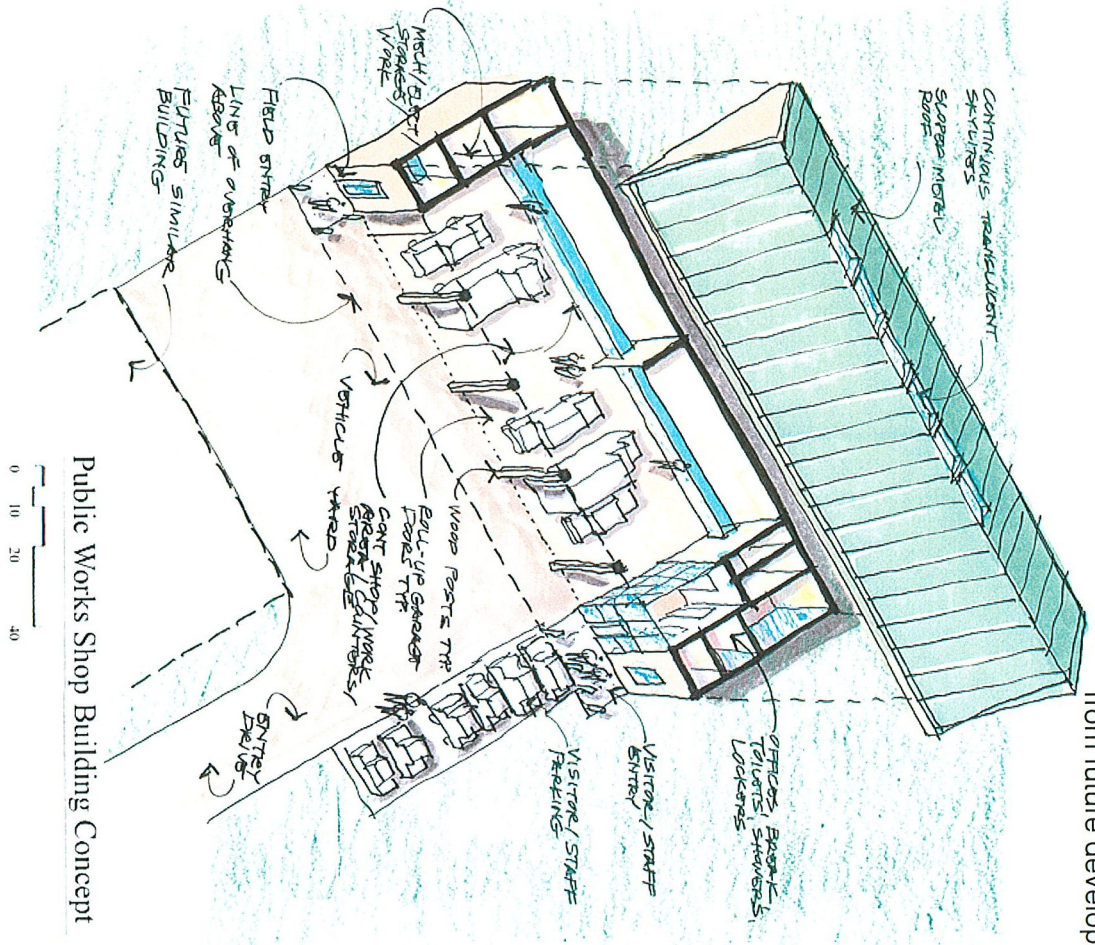 from future develop
CONTINUOUS TRANSLUCENT
SKYLITES
SLOPED METAL
ROOF
MECH/ELECT
STORAGE/
WORK
FIELD ENTRY
LINE OF OVERHANG
ABOVE
FUTURE SIMILAR
BUILDING
VEHICLE YARD
CONT SHOP/WORK
AREA/COUNTERS/
STORAGE
ROLL-UP GARAGE
DOORS TYP
WOOD POSTS TYP
OFFICES, BREAK,
TOILETS, SHOWERS,
LOCKERS
VISITOR/STAFF
ENTRY
VISITOR/STAFF
PARKING
ENTRY
DRIVE
Public Works Shop Building Concept
0 10 20 40